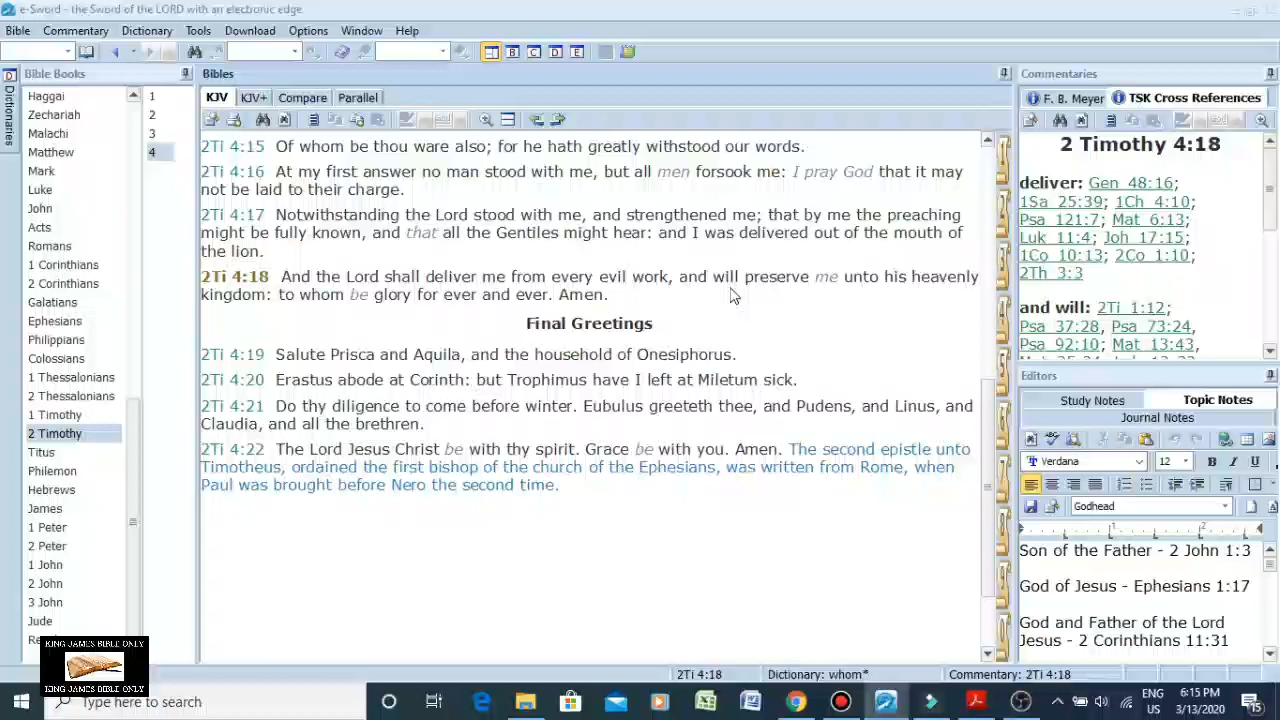 e-Sword - the Sword of the LORD with an electronic edge
Bible Commentary Dictionary Tools Download Options Window Help
B C D E
Dictionaries
Bible Books
Haggai
Zechariah
Malachi
Matthew
Mark
Luke
John
Acts
Romans
1 Corinthians
2 Corinthians
Galatians
Ephesians
Philippians
Colossians
1 Thessalonians
2 Thessalonians
1 Timothy
2 Timothy
Titus
Philemon
Hebrews
James
1 Peter
2 Peter
1 John
2 John
3 John
Jude
1
2
3
4
Bibles
KJV KJV+ Compare Parallel
2Ti 4:15 Of whom be thou ware also; for he hath greatly withstood our words.
2Ti 4:16 At my first answer no man stood with me, but all men forsook me: I pray God that it may
not be laid to their charge.
2Ti 4:17 Notwithstanding the Lord stood with me, and strengthened me; that by me the preaching
might be fully known, and that all the Gentiles might hear: and I was delivered out of the mouth of
the lion.
2Ti 4:18 And the Lord shall deliver me from every evil work, and will preserve me unto his heavenly
kingdom: to whom be glory for ever and ever. Amen.
Final Greetings
2Ti 4:19 Salute Prisca and Aquila, and the household of Onesiphorus.
2Ti 4:20 Erastus abode at Corinth: but Trophimus have I left at Miletum sick.
2Ti 4:21 Do thy diligence to come before winter. Eubulus greeteth thee, and Pudens, and Linus, and
Claudia, and all the brethren.
2Ti 4:22 The Lord Jesus Christ be with thy spirit. Grace be with you. Amen. The second epistle unto
Timotheus, ordained the first bishop of the church of the Ephesians, was written from Rome, when
Paul was brought before Nero the second time.
Commentaries
F. B. Meyer TSK Cross References
2 Timothy 4:18
deliver: Gen 48:16;
1Sa 25:39; 1Ch 4:10;
Psa 121:7; Mat 6:13;
Luk 11:4; Joh 17:15;
1Co 10:13; 2Co 1:10;
2Th 3:3
and will: 2Ti 1:12;
Psa 37:28; Psa 73:24,
Psa 92:10; Mat 13:43,
Editors
Study Notes Topic Notes
Journal Notes
Verdana 12 B I U
Godhead
1 2
Son of the Father - 2 John 1:3
God of Jesus - Ephesians 1:17
God and Father of the Lord
Jesus - 2 Corinthians 11:31
2Ti 4:18 Dictionary: whom* Commentary: 2Ti 4:18
KING JAMES BIBLE ONLY
KING JAMES BIBLE ONLY
Type here to search
ENG
US
6:15 PM
3/13/2020
15